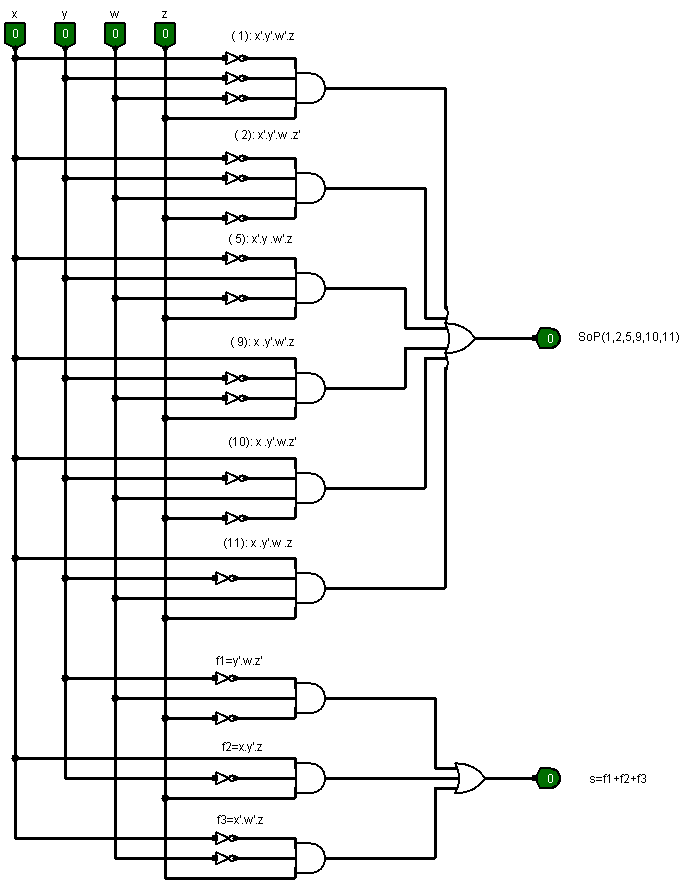 x y w z
0 0 0 0
( 1): x'.y'.w'.z
( 2): x'.y'.w .z'
( 5): x'.y .w'.z
( 9): x .y'.w'.z
0 SoP(1,2,5,9,10,11)
(10): x .y'.w.z'
(11): x .y'.w .z
f1=y'.w.z'
f2=x.y'.z
0 s=f1+f2+f3
f3=x'.w'.z